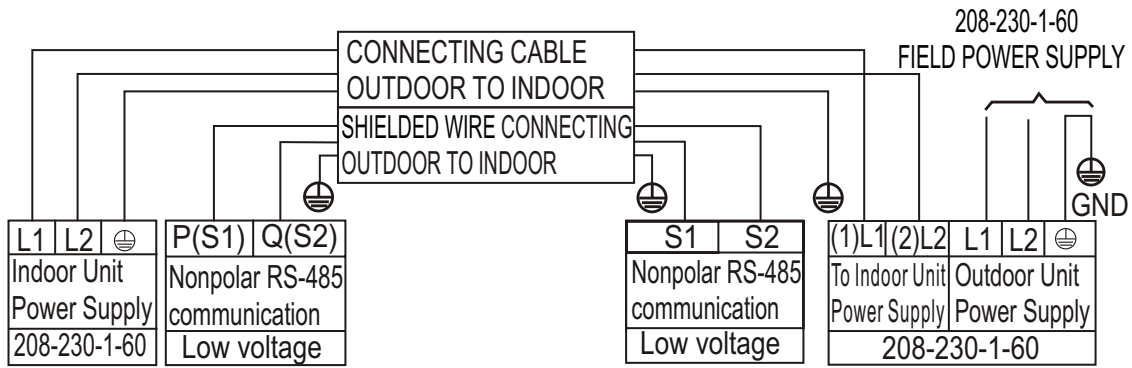 208-230-1-60
FIELD POWER SUPPLY
CONNECTING CABLE
OUTDOOR TO INDOOR
SHIELDED WIRE CONNECTING
OUTDOOR TO INDOOR
GND
L1 L2
Indoor Unit
Power Supply
208-230-1-60
P(S1) Q(S2)
Nonpolar RS-485
communication
Low voltage
S1 S2
Nonpolar RS-485
communication
Low voltage
(1)L1 (2)L2
To Indoor Unit
Power Supply
L1 L2
Outdoor Unit
Power Supply
208-230-1-60